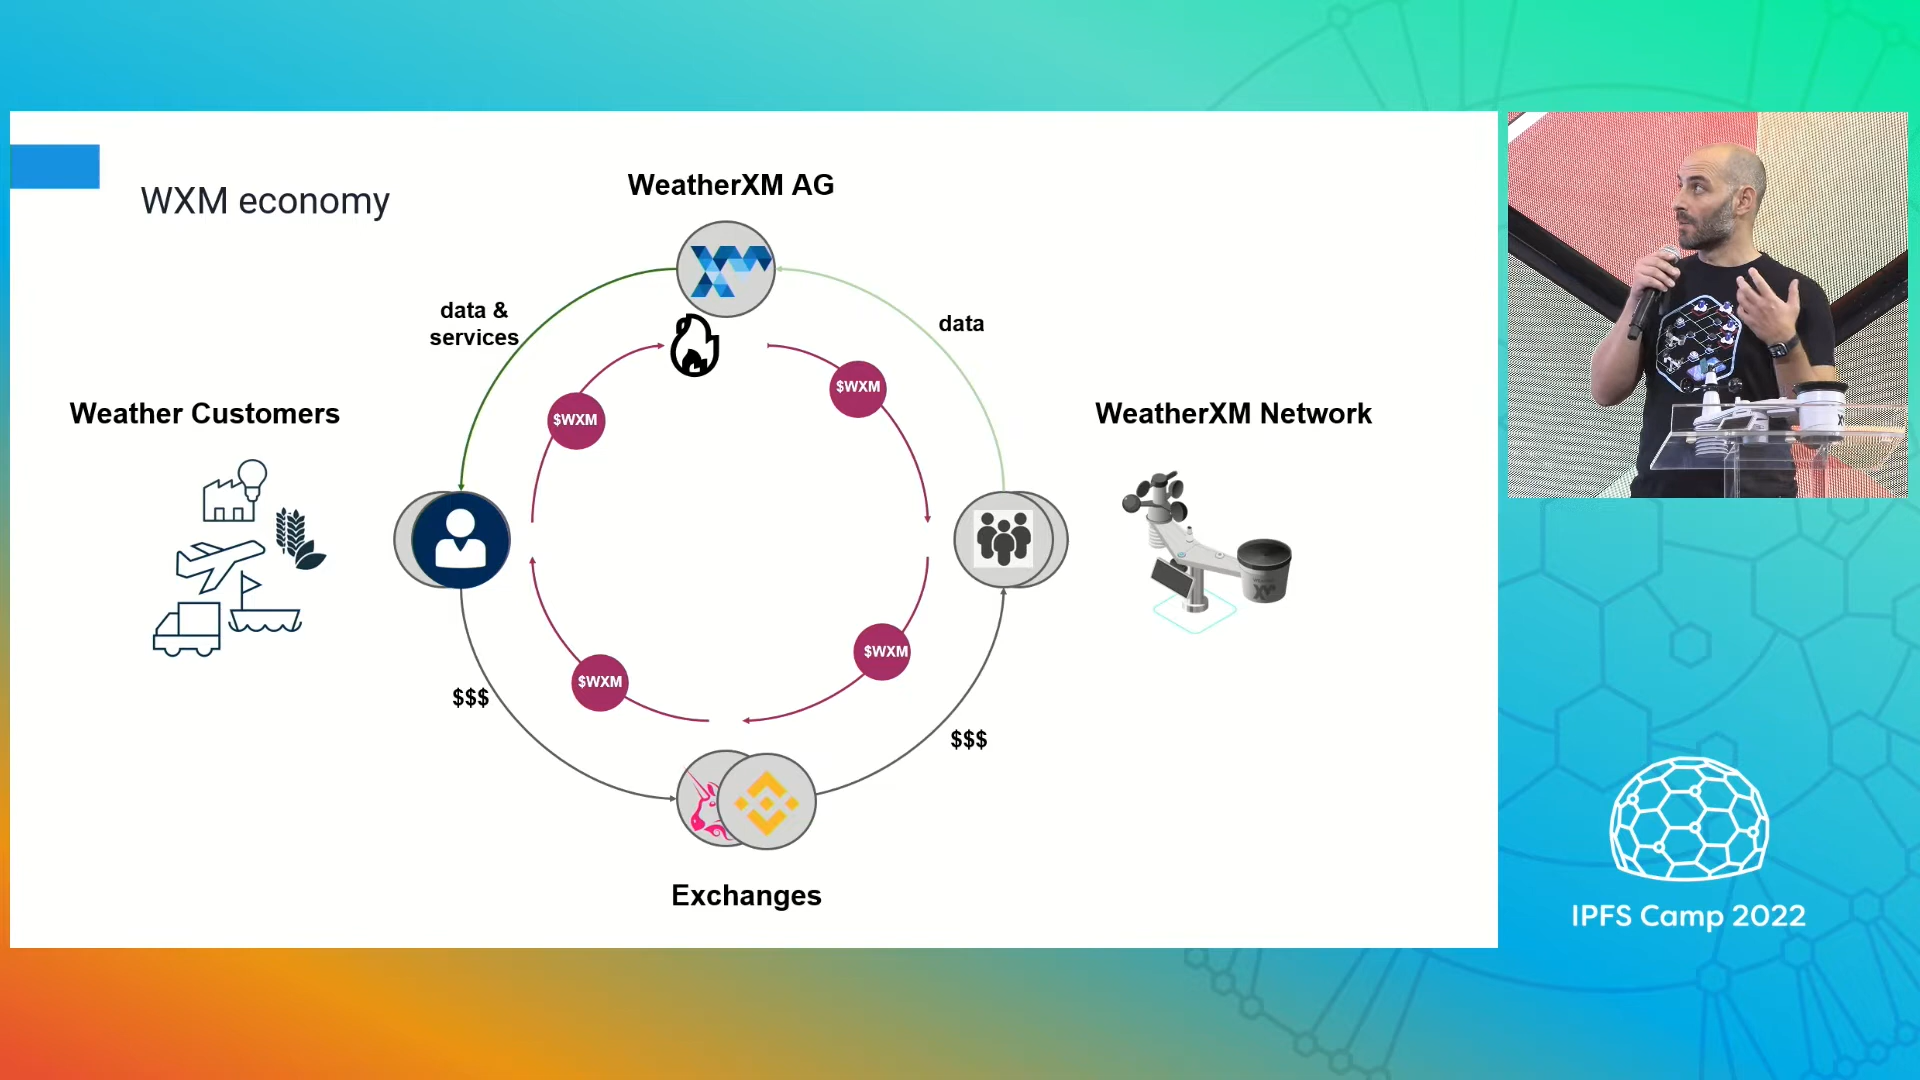 WXM economy
WeatherXM AG
data &
services
data
$WXM
$WXM
Weather Customers
WeatherXM Network
$WXM
$WXM
$$$
$$$
Exchanges
IPFS Camp 2022